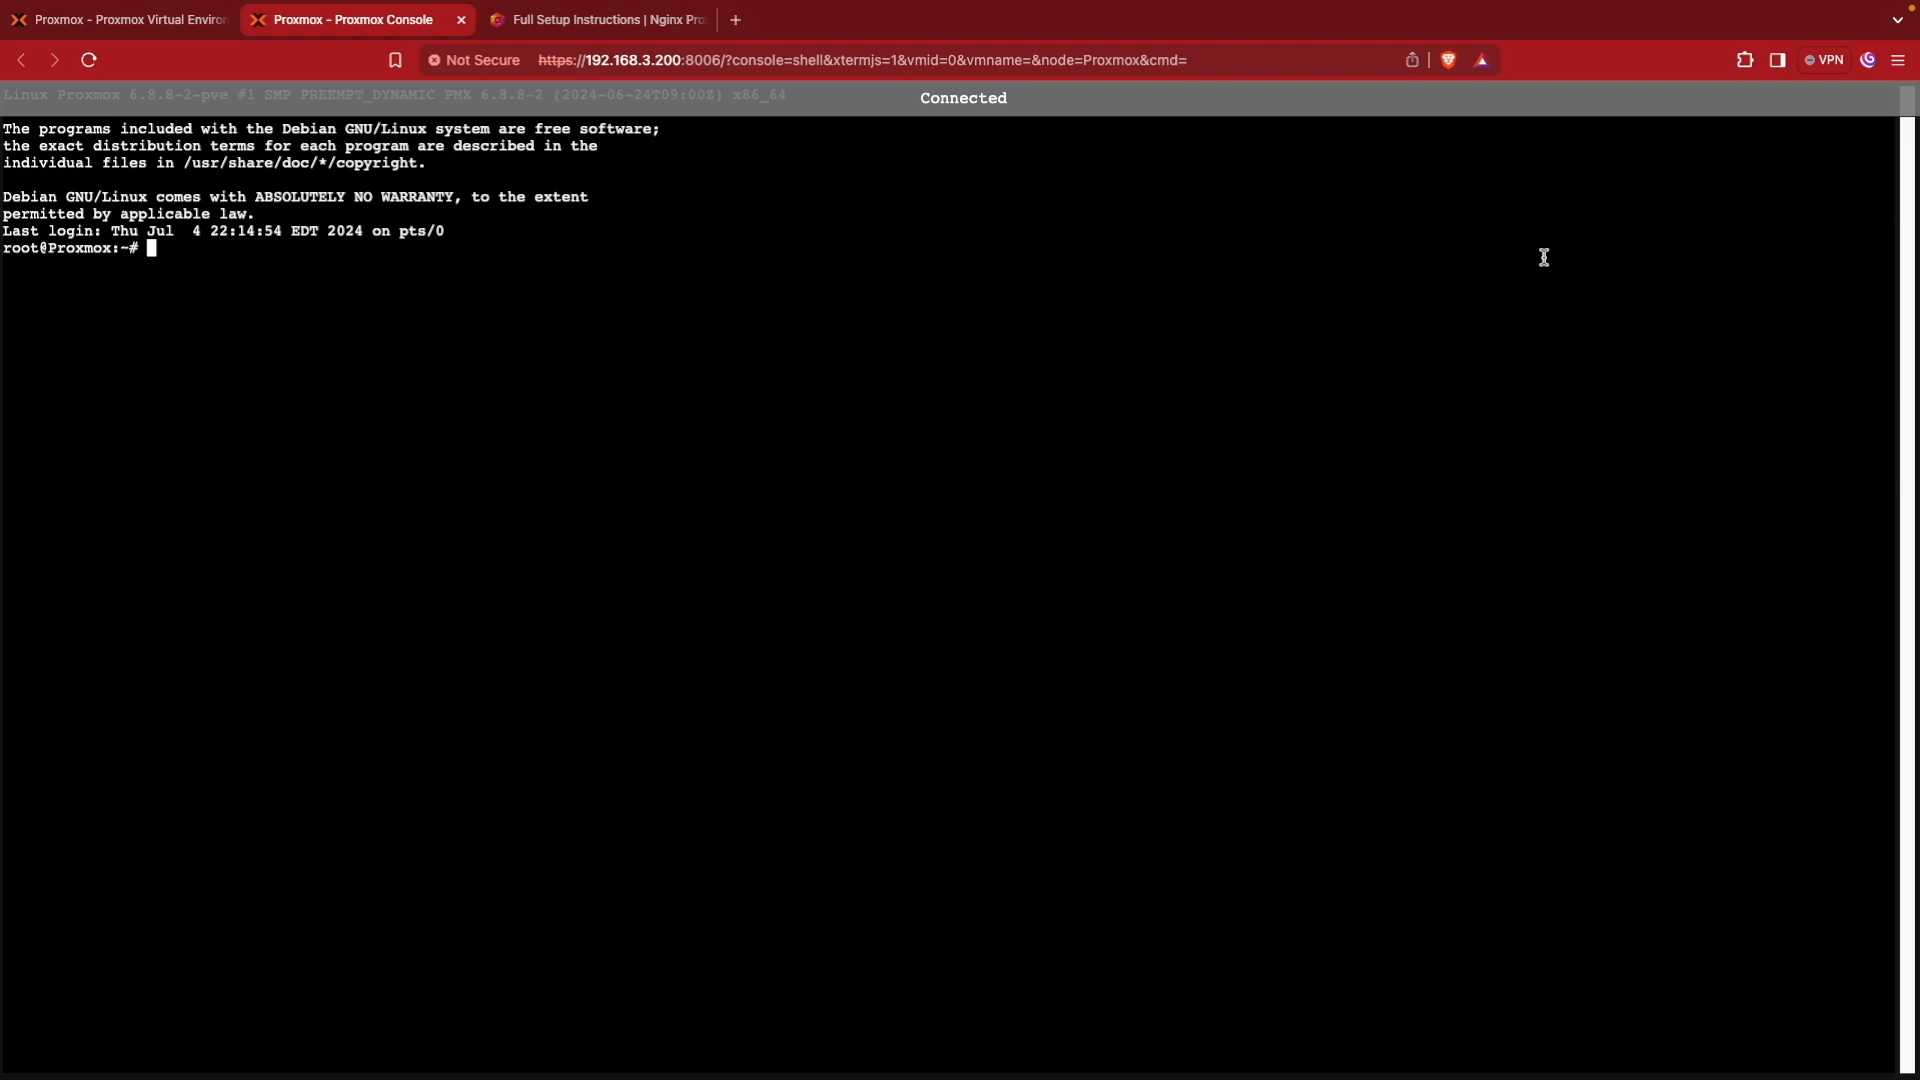 Proxmox - Proxmox Virtual Environ
Proxmox - Proxmox Console
Full Setup Instructions | Nginx Pro
Not Secure
https://192.168.3.200:8006/?console=shell&xtermjs=1&vmid=0&vmname=&node=Proxmox&cmd=
VPN
Linux Proxmox 6.8.8-2-pve #1 SMP PREEMPT_DYNAMIC PMX 6.8.8-2 (2024-06-24T09:00Z) x86_64
Connected
The programs included with the Debian GNU/Linux system are free software;
the exact distribution terms for each program are described in the
individual files in /usr/share/doc/*/copyright.
Debian GNU/Linux comes with ABSOLUTELY NO WARRANTY, to the extent
permitted by applicable law.
Last login: Thu Jul  4 22:14:54 EDT 2024 on pts/0
root@Proxmox:~#